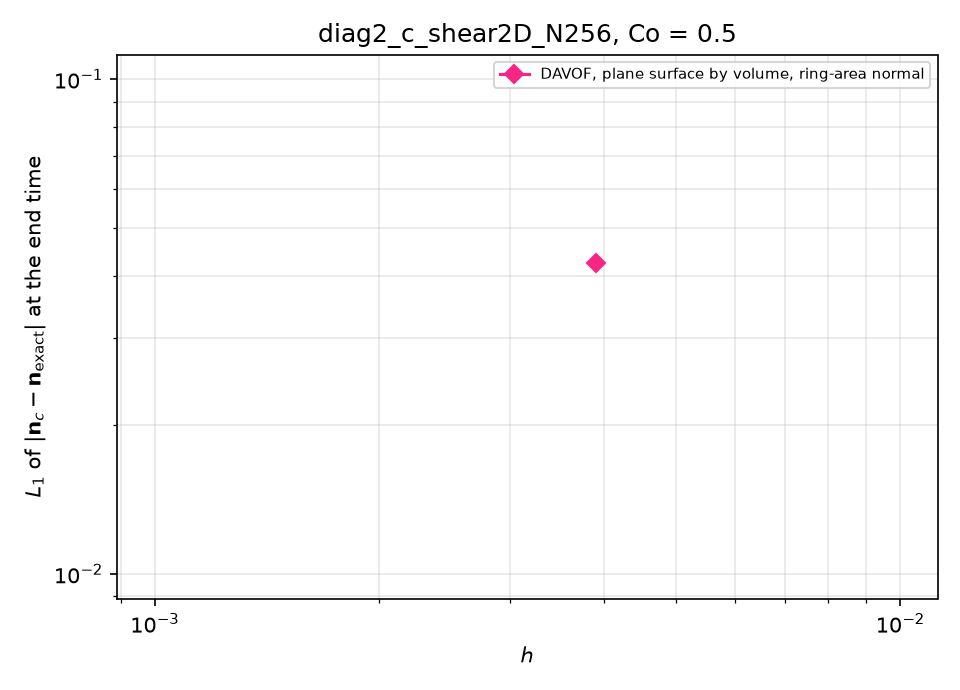 diag2_c_shear2D_N256, Co = 0.5
DAVOF, plane surface by volume, ring-area normal
L₁ of |n_c − n_exact| at the end time
10⁻¹
10⁻²
10⁻³
10⁻²
h